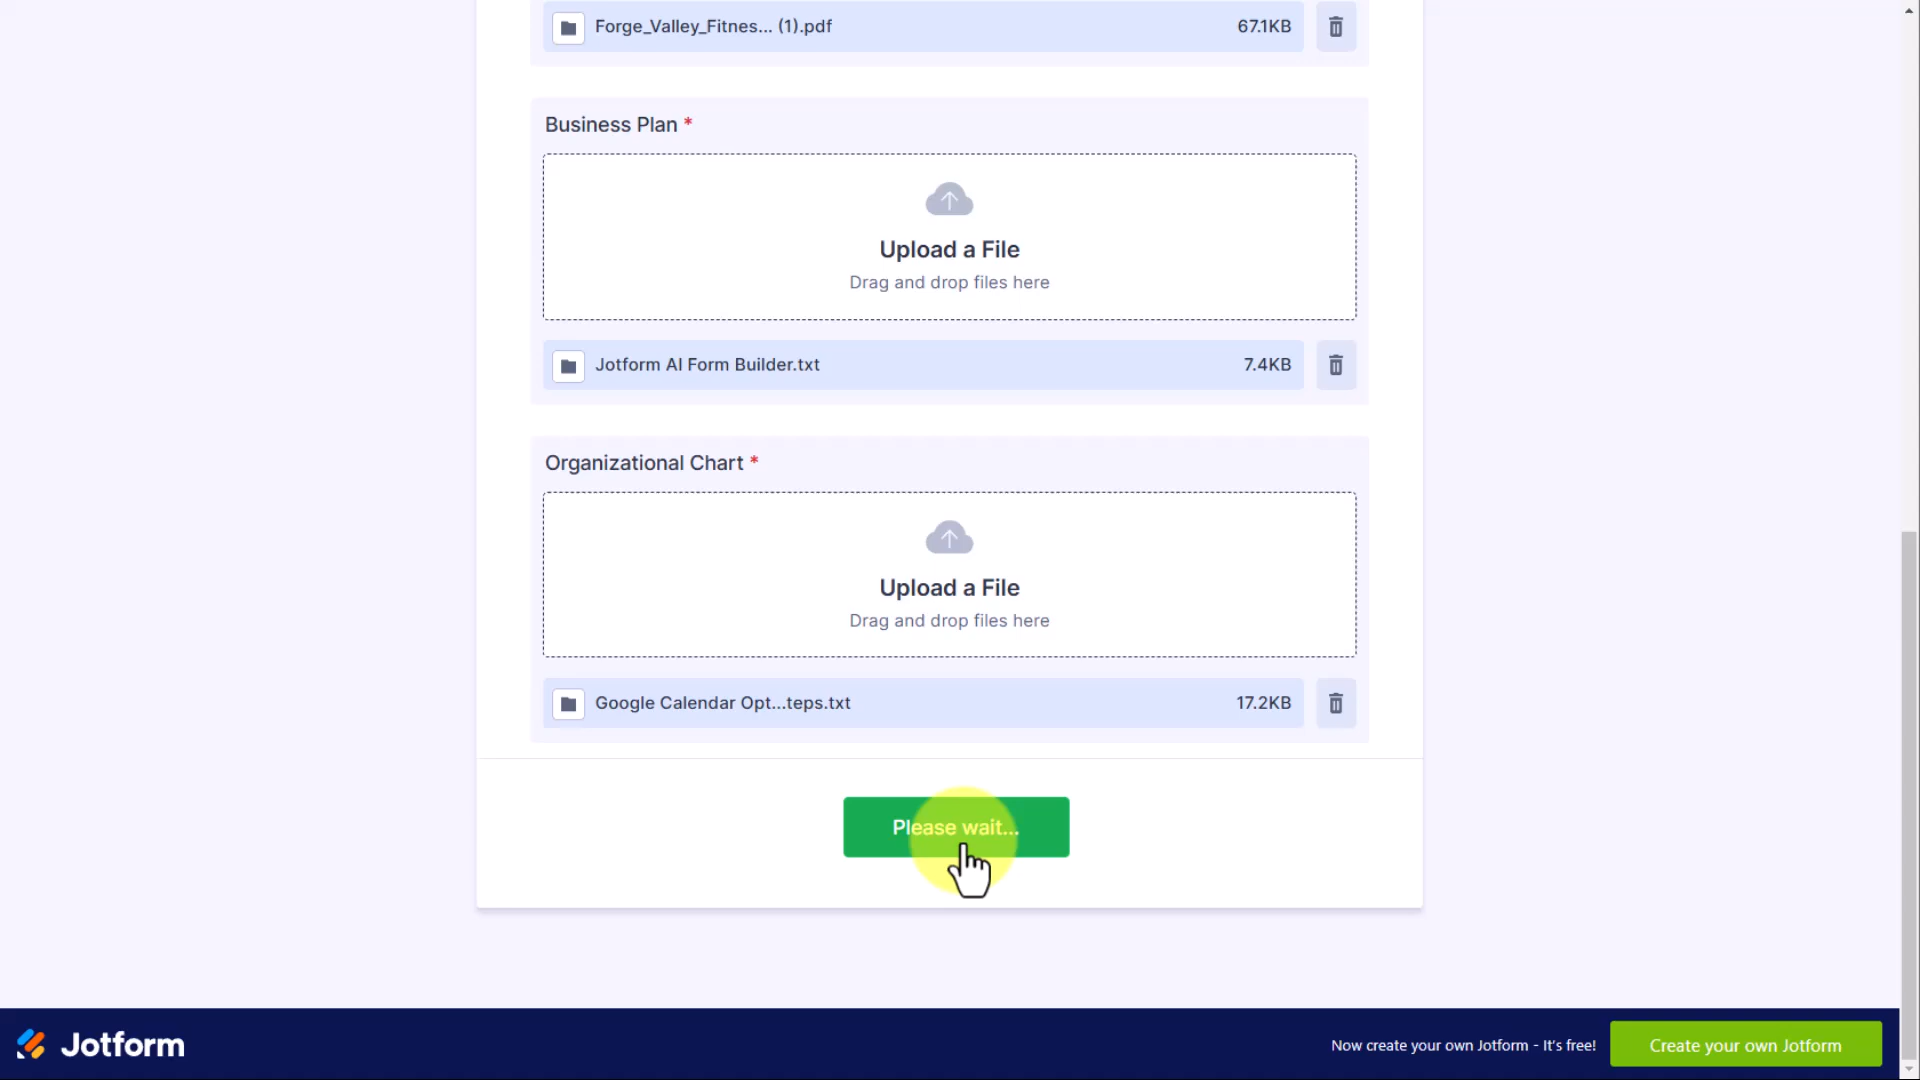 Forge_Valley_Fitnes... (1).pdf 67.1KB
Business Plan *
Upload a File
Drag and drop files here
Jotform AI Form Builder.txt 7.4KB
Organizational Chart *
Upload a File
Drag and drop files here
Google Calendar Opt...teps.txt 17.2KB
Please wait...
Jotform
Now create your own Jotform - It's free!
Create your own Jotform